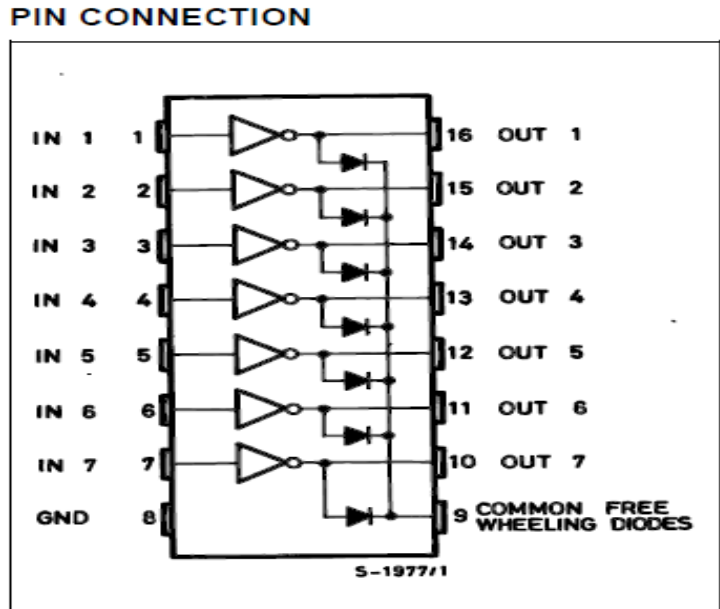 PIN CONNECTION
IN 1 1 16 OUT 1
IN 2 2 15 OUT 2
IN 3 3 14 OUT 3
IN 4 4 13 OUT 4
IN 5 5 12 OUT 5
IN 6 6 11 OUT 6
IN 7 7 10 OUT 7
GND 8 9 COMMON FREE
WHEELING DIODES
S-1977/1